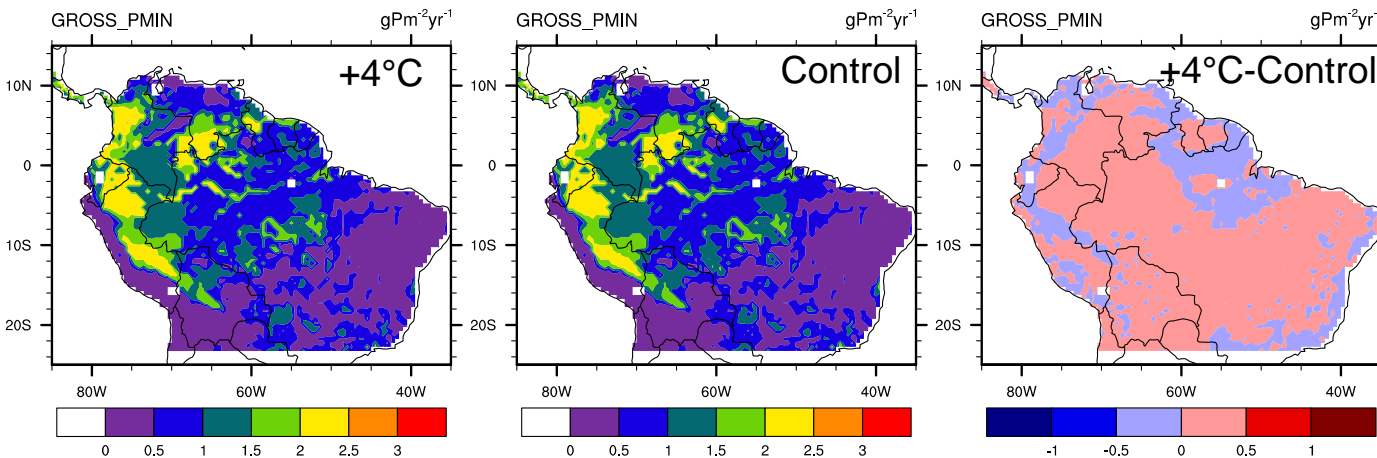 GROSS_PMIN gPm⁻²yr⁻¹
+4°C
10N
0
10S
20S
80W 60W 40W
0 0.5 1 1.5 2 2.5 3
GROSS_PMIN gPm⁻²yr⁻¹
Control
10N
0
10S
20S
80W 60W 40W
0 0.5 1 1.5 2 2.5 3
GROSS_PMIN gPm⁻²yr⁻¹
+4°C-Control
10N
0
10S
20S
80W 60W 40W
-1 -0.5 0 0.5 1